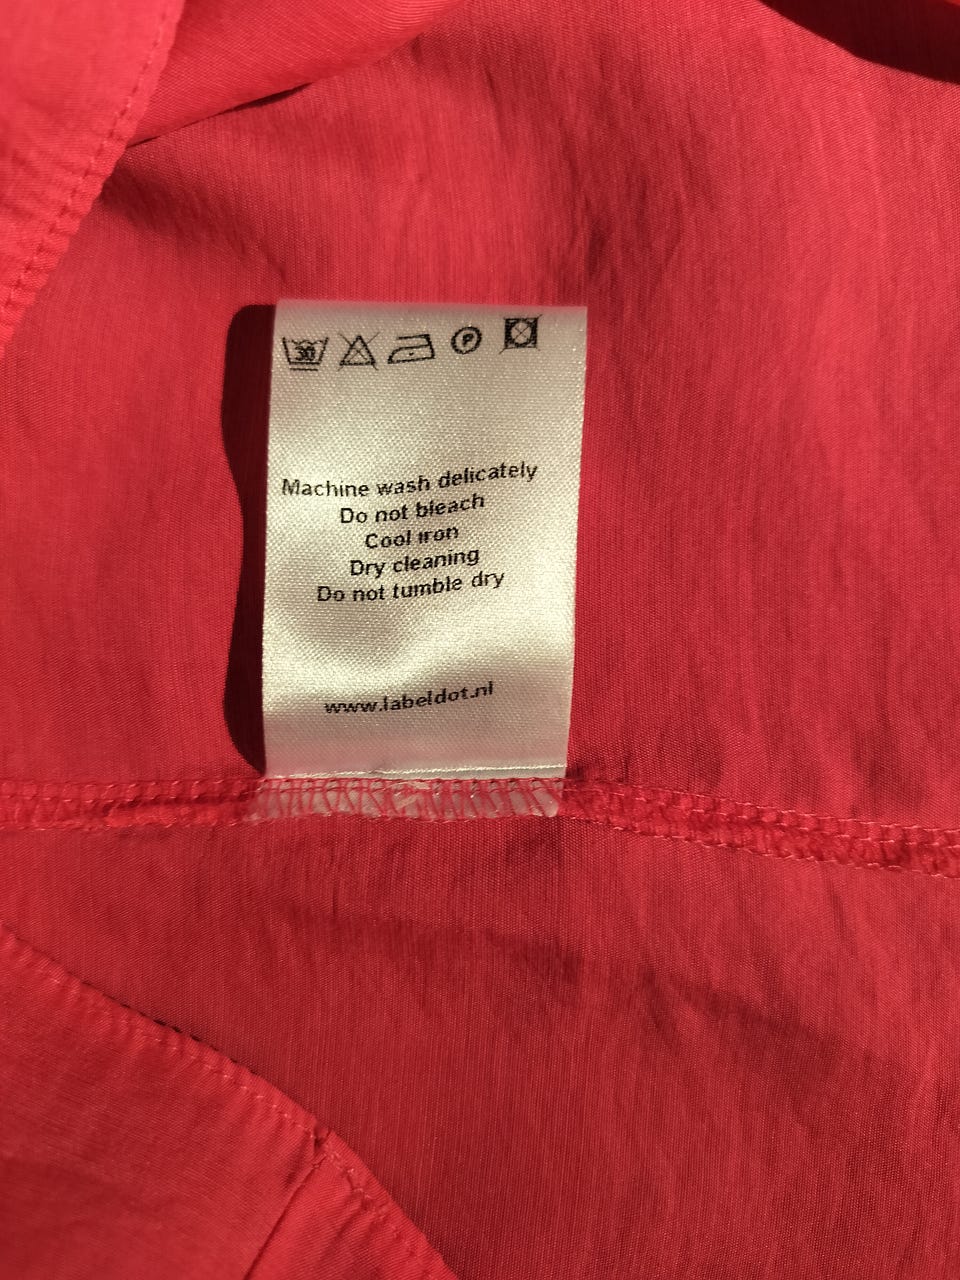 30 P
Machine wash delicately
Do not bleach
Cool iron
Dry cleaning
Do not tumble dry
www.labeldot.nl